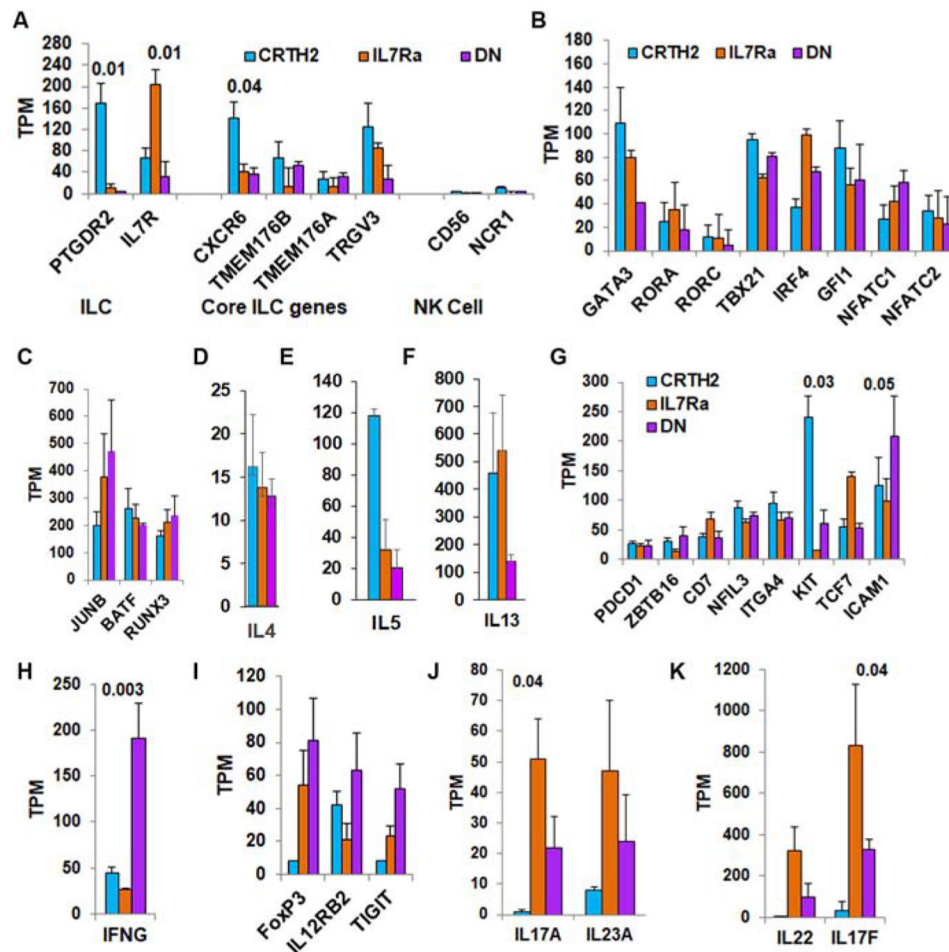 A
280
240
200
160
120
80
40
0
TPM
0.01
0.01
0.04
CRTH2 IL7Ra DN
PTGDR2
IL7R
CXCR6
TMEM176B
TMEM176A
TRGV3
CD56
NCR1
ILC Core ILC genes NK Cell
B
180
160
140
120
100
80
60
40
20
0
TPM
CRTH2 IL7Ra DN
GATA3
RORA
RORC
TBX21
IRF4
GFI1
NFATC1
NFATC2
C
700
600
500
400
300
200
100
0
TPM
JUNB
BATF
RUNX3
D
25
20
15
10
5
0
IL4
E
140
120
100
80
60
40
20
0
IL5
F
800
700
600
500
400
300
200
100
0
IL13
G
300
250
200
150
100
50
0
TPM
CRTH2
IL7Ra
DN
0.03
0.05
PDCD1
ZBTB16
CD7
NFIL3
ITGA4
KIT
TCF7
ICAM1
H
250
200
150
100
50
0
TPM
0.003
IFNG
I
120
100
80
60
40
20
0
FoxP3
IL12RB2
TIGIT
J
80
70
60
50
40
30
20
10
0
TPM
0.04
IL17A IL23A
K
1200
1000
800
600
400
200
0
TPM
0.04
IL22 IL17F